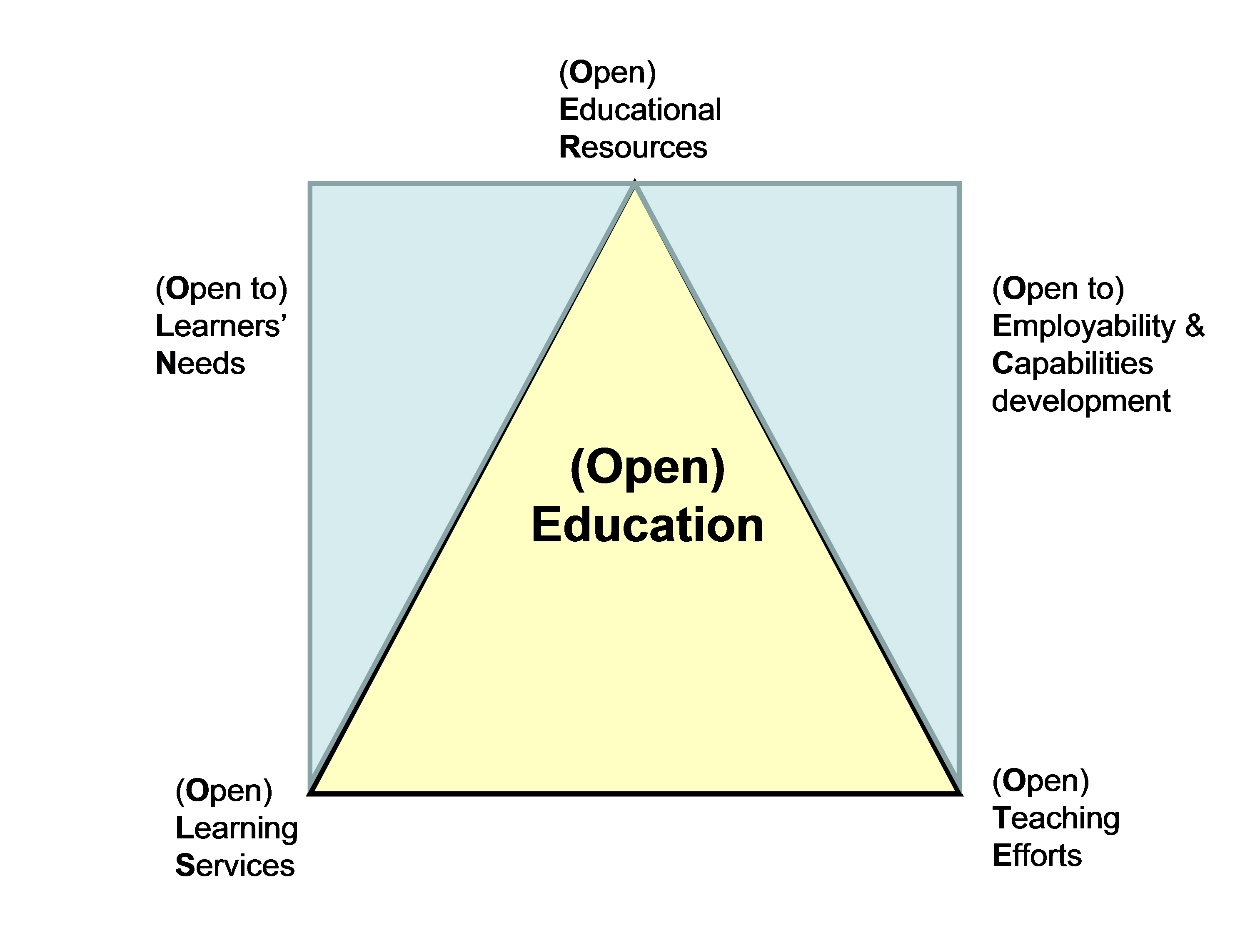 (Open)
Educational
Resources
(Open to)
Learners’
Needs
(Open to)
Employability &
Capabilities
development
(Open)
Education
(Open)
Learning
Services
(Open)
Teaching
Efforts